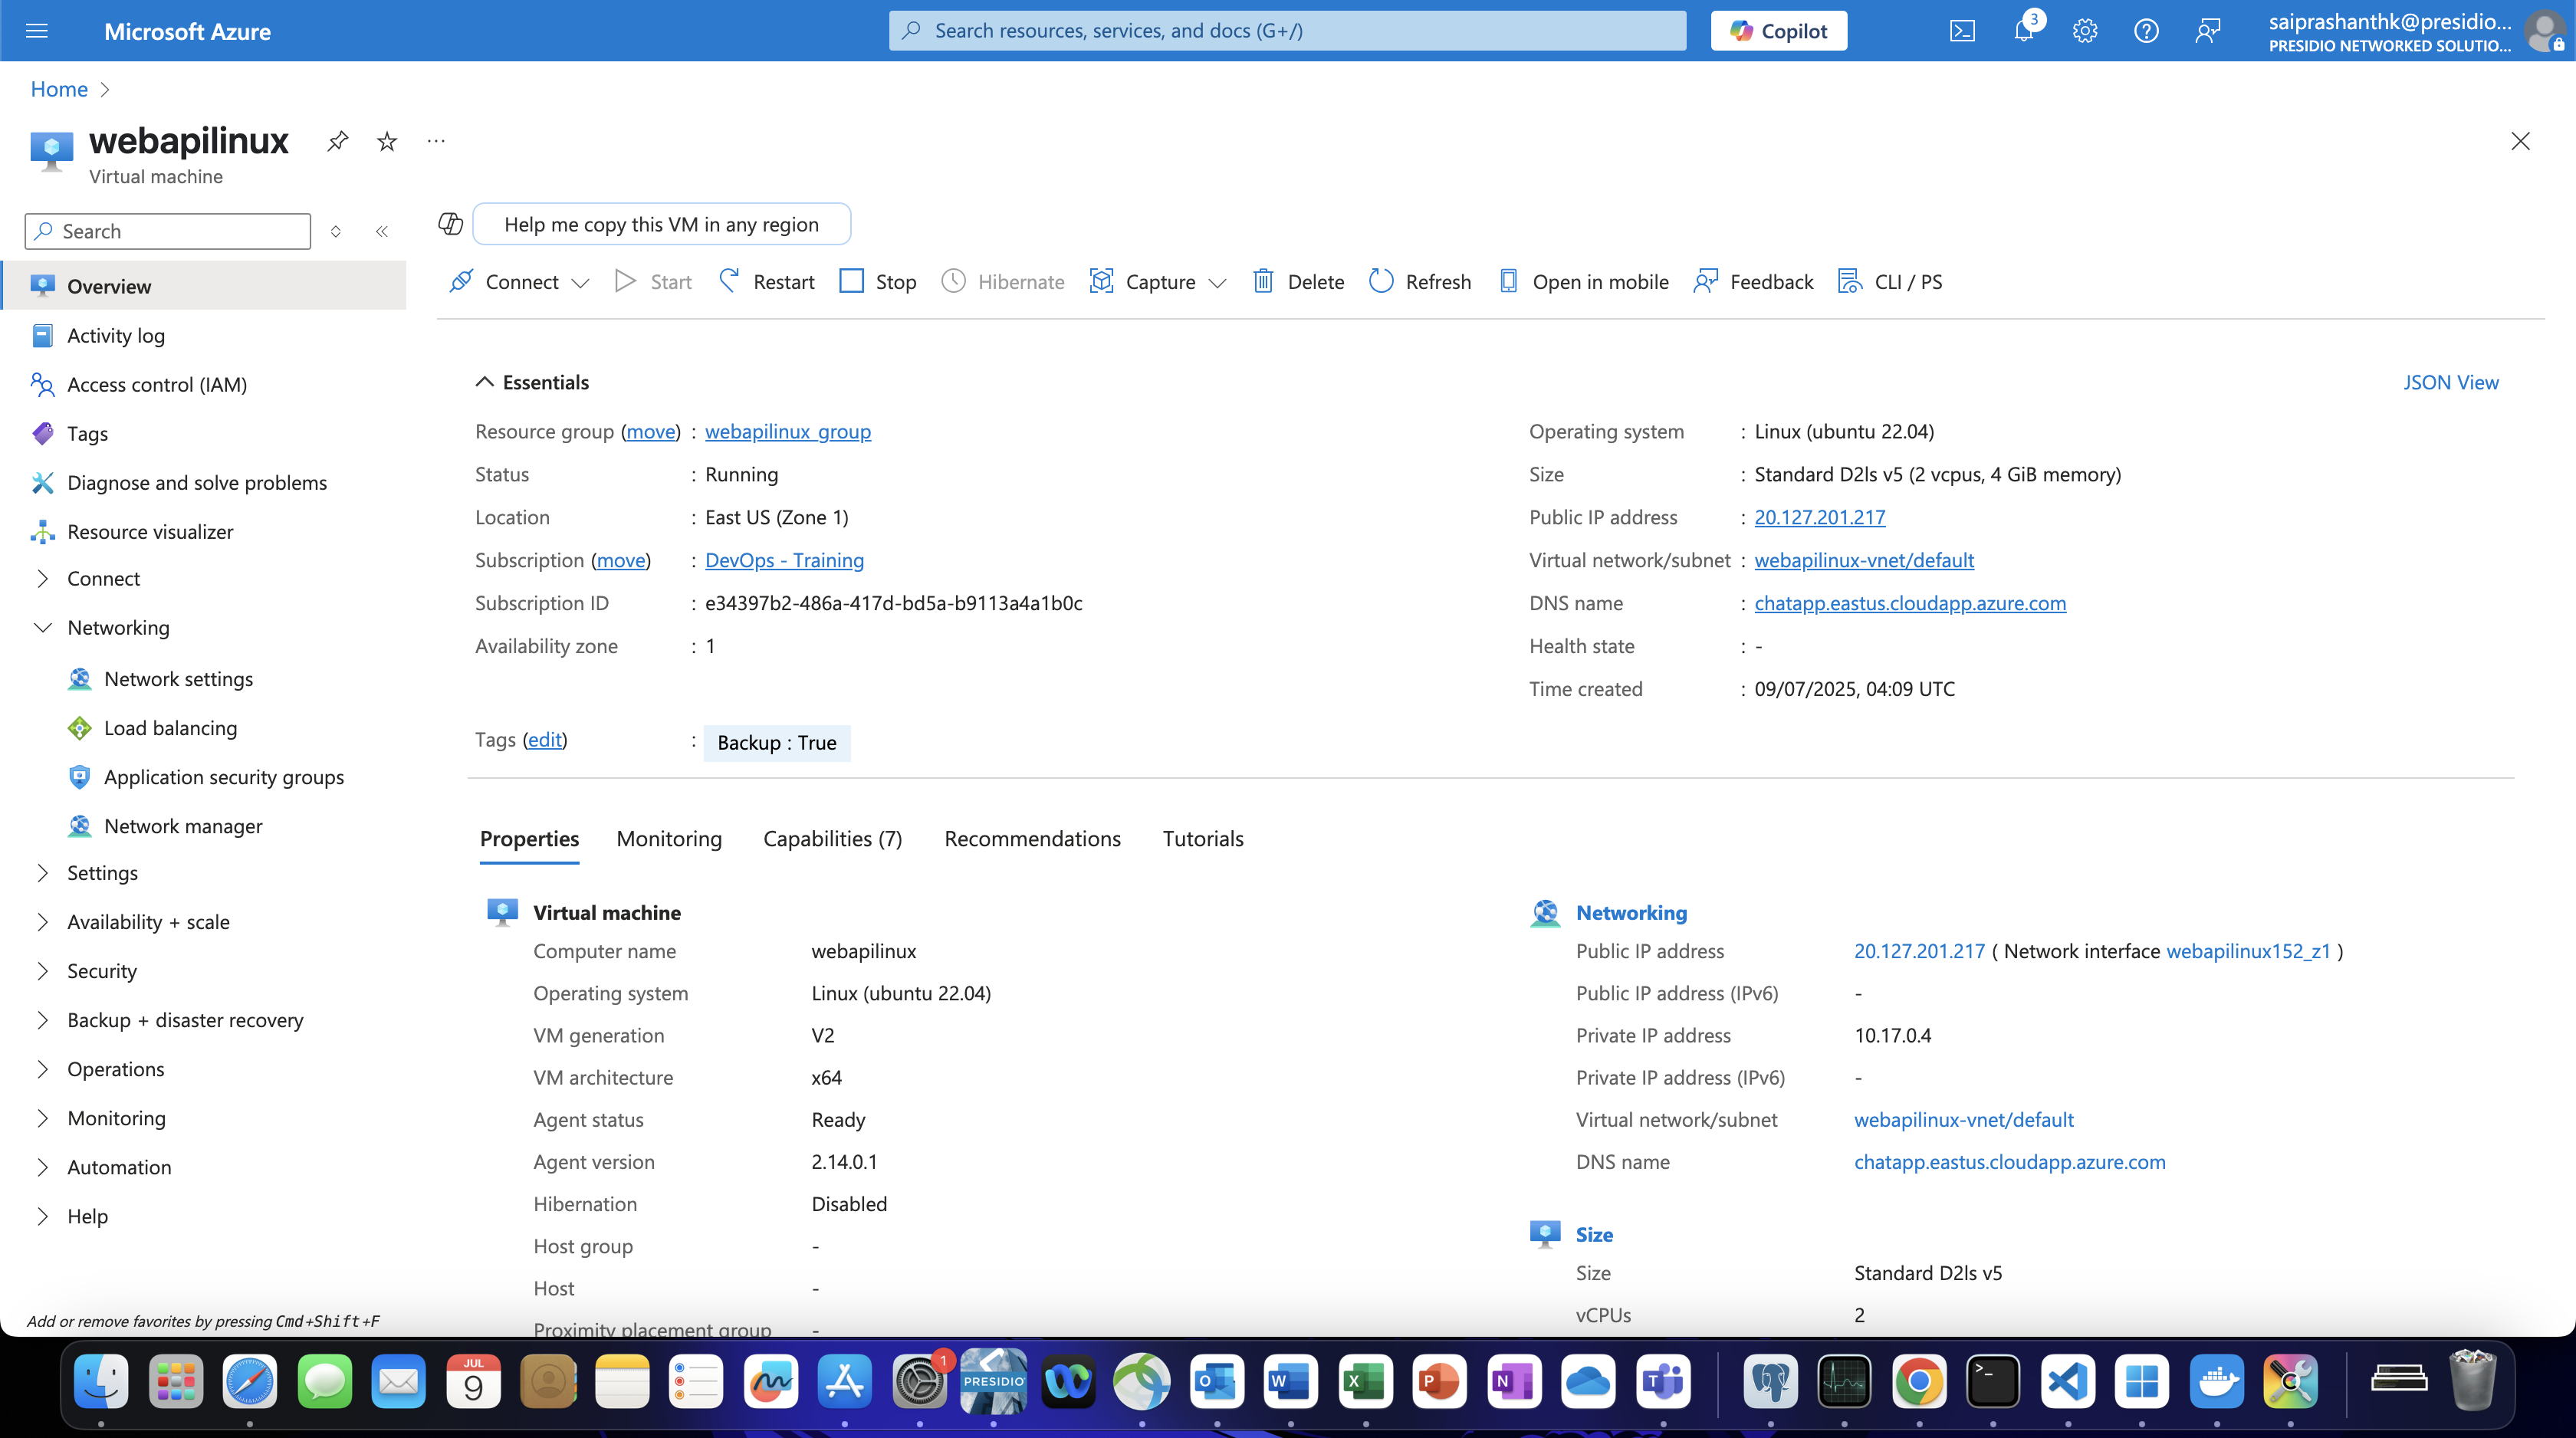 Microsoft Azure
Search resources, services, and docs (G+/)
Copilot
3
saiprashanthk@presidio...
PRESIDIO NETWORKED SOLUTIO...
Home
webapilinux
Virtual machine
Search
Help me copy this VM in any region
Connect Start Restart Stop Hibernate Capture Delete Refresh Open in mobile Feedback CLI / PS
Overview
Activity log
Access control (IAM)
Tags
Diagnose and solve problems
Resource visualizer
Connect
Networking
Network settings
Load balancing
Application security groups
Network manager
Settings
Availability + scale
Security
Backup + disaster recovery
Operations
Monitoring
Automation
Help
Add or remove favorites by pressing Cmd+Shift+F
Essentials
JSON View
Resource group (move) : webapilinux_group
Status : Running
Location : East US (Zone 1)
Subscription (move) : DevOps - Training
Subscription ID : e34397b2-486a-417d-bd5a-b9113a4a1b0c
Availability zone : 1
Operating system : Linux (ubuntu 22.04)
Size : Standard D2ls v5 (2 vcpus, 4 GiB memory)
Public IP address : 20.127.201.217
Virtual network/subnet : webapilinux-vnet/default
DNS name : chatapp.eastus.cloudapp.azure.com
Health state : -
Time created : 09/07/2025, 04:09 UTC
Tags (edit) : Backup : True
Properties Monitoring Capabilities (7) Recommendations Tutorials
Virtual machine
Computer name webapilinux
Operating system Linux (ubuntu 22.04)
VM generation V2
VM architecture x64
Agent status Ready
Agent version 2.14.0.1
Hibernation Disabled
Host group -
Host -
Proximity placement group -
Networking
Public IP address 20.127.201.217 ( Network interface webapilinux152_z1 )
Public IP address (IPv6) -
Private IP address 10.17.0.4
Private IP address (IPv6) -
Virtual network/subnet webapilinux-vnet/default
DNS name chatapp.eastus.cloudapp.azure.com
Size
Size Standard D2ls v5
vCPUs 2
JUL
9
1
PRESIDIO
O
W
X
P
N
T